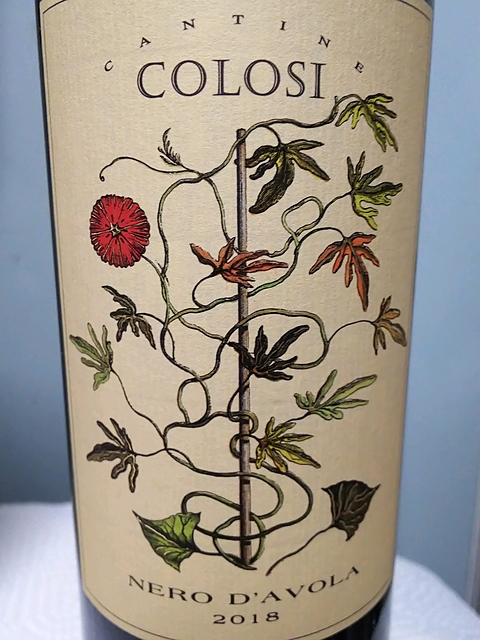 CANTINE
COLOSI
NERO D'AVOLA
2018